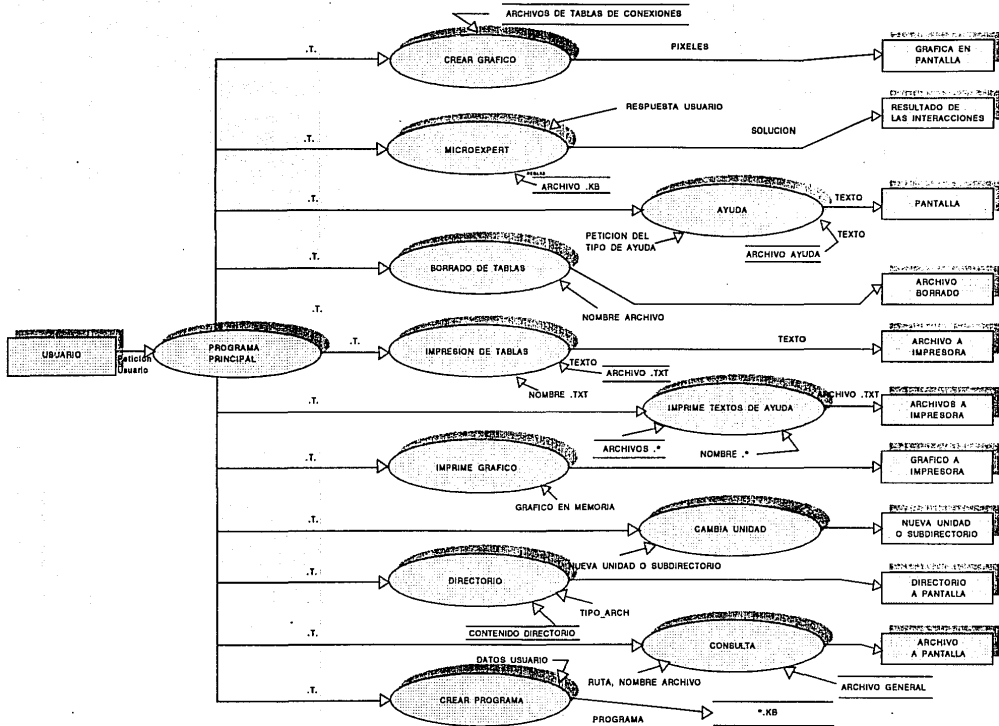 ARCHIVOS DE TABLAS DE CONEXIONES
.T.
CREAR GRAFICO
PIXELES
GRAFICA EN
PANTALLA
RESPUESTA USUARIO
.T.
MICROEXPERT
SOLUCION
RESULTADO DE
LAS INTERACCIONES
REGLAS
ARCHIVO .KB
.T.
AYUDA
TEXTO
PANTALLA
PETICION DEL
TIPO DE AYUDA
TEXTO
ARCHIVO AYUDA
.T.
BORRADO DE TABLAS
NOMBRE ARCHIVO
ARCHIVO
BORRADO
USUARIO
Petición
Usuario
PROGRAMA
PRINCIPAL
.T.
.T.
IMPRESION DE TABLAS
TEXTO
ARCHIVO A
IMPRESORA
TEXTO
ARCHIVO .TXT
NOMBRE .TXT
.T.
IMPRIME TEXTOS DE AYUDA
ARCHIVO .TXT
ARCHIVOS A
IMPRESORA
ARCHIVOS .*
NOMBRE .*
.T.
IMPRIME GRAFICO
GRAFICO A
IMPRESORA
GRAFICO EN MEMORIA
.T.
CAMBIA UNIDAD
NUEVA UNIDAD
O SUBDIRECTORIO
NUEVA UNIDAD O SUBDIRECTORIO
.T.
DIRECTORIO
DIRECTORIO
A PANTALLA
TIPO_ARCH
CONTENIDO DIRECTORIO
.T.
CONSULTA
ARCHIVO
A PANTALLA
DATOS USUARIO
RUTA, NOMBRE ARCHIVO
ARCHIVO GENERAL
.T.
CREAR PROGRAMA
PROGRAMA
*.KB